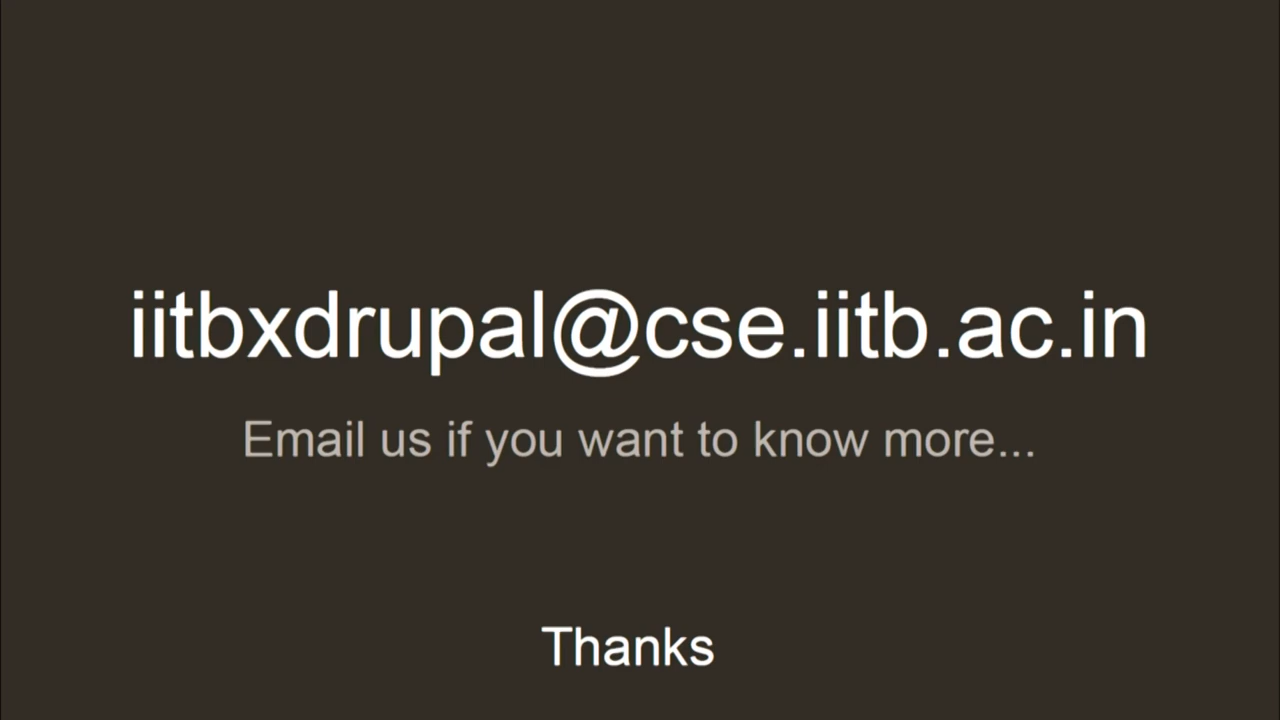 iitbxdrupal@cse.iitb.ac.in
Email us if you want to know more...
Thanks